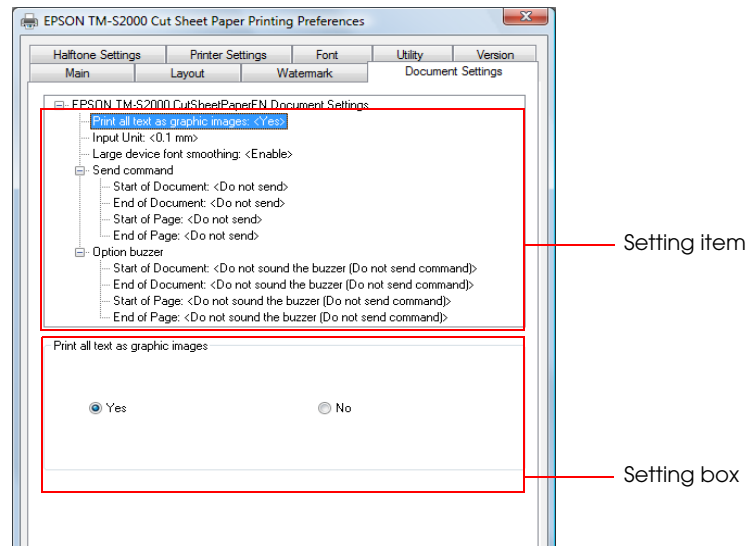 EPSON TM-S2000 Cut Sheet Paper Printing Preferences
Halftone Settings Printer Settings Font Utility Version
Main Layout Watermark Document Settings
EPSON TM-S2000 CutSheetPaperEN Document Settings
Print all text as graphic images: <Yes>
Input Unit: <0.1 mm>
Large device font smoothing: <Enable>
Send command
Start of Document: <Do not send>
End of Document: <Do not send>
Start of Page: <Do not send>
End of Page: <Do not send>
Option buzzer
Start of Document: <Do not sound the buzzer (Do not send command)>
End of Document: <Do not sound the buzzer (Do not send command)>
Start of Page: <Do not sound the buzzer (Do not send command)>
End of Page: <Do not sound the buzzer (Do not send command)>
Setting item
Print all text as graphic images
Yes No
Setting box